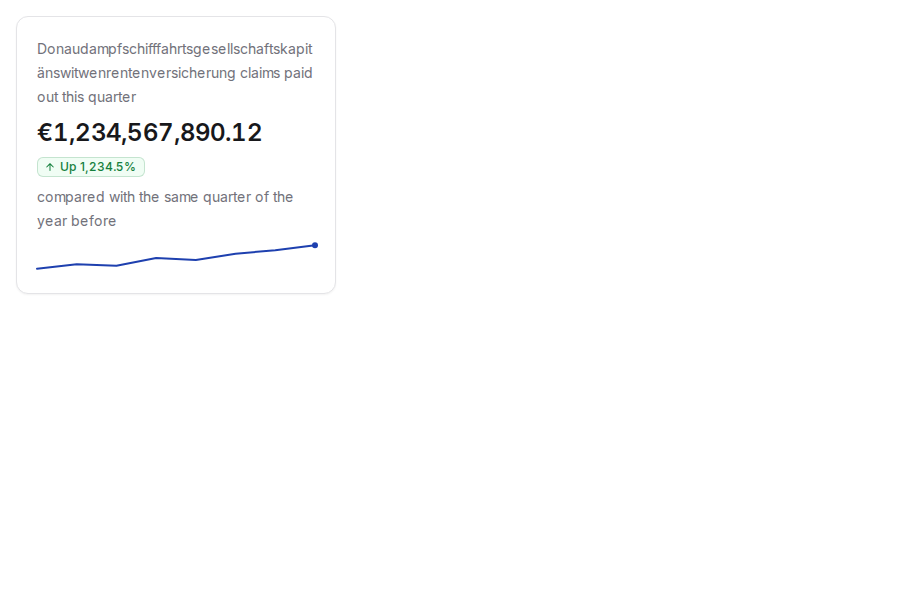 Donaudampfschifffahrtsgesellschaftskapit
änswitwenrentenversicherung claims paid
out this quarter
€1,234,567,890.12
↑ Up 1,234.5%
compared with the same quarter of the
year before